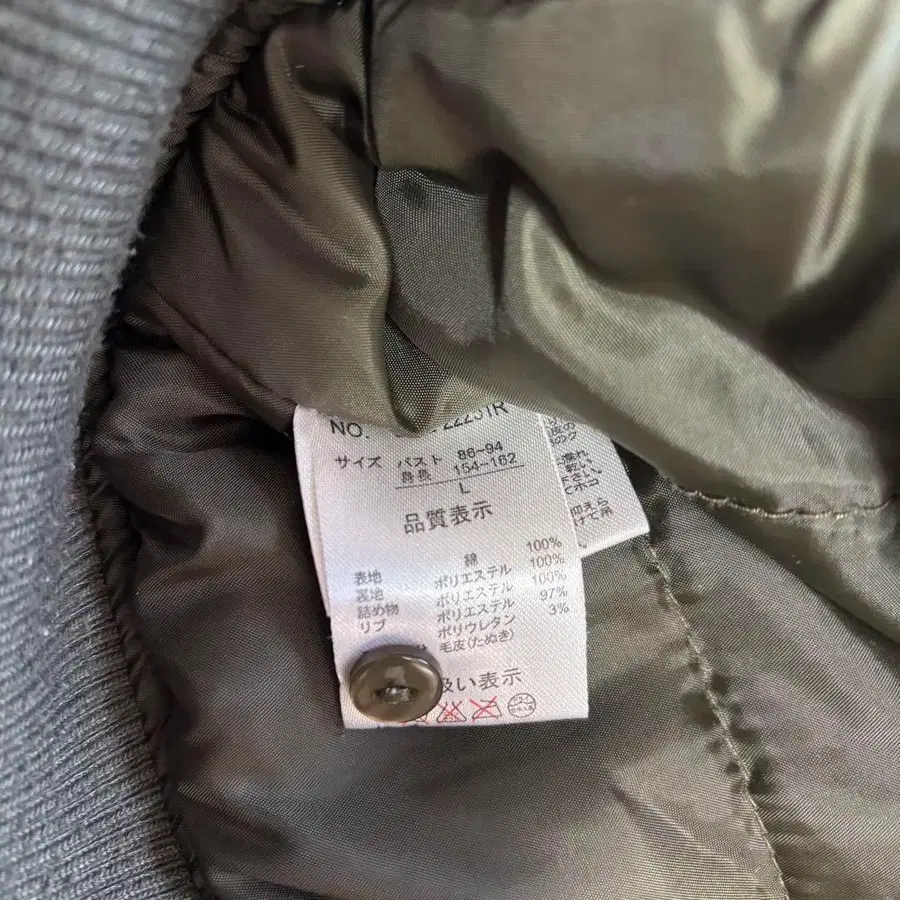 NO. 22251R
サイズ バスト 86-94
身長 154-162
L
品質表示
表地 綿 100%
裏地 ポリエステル 100%
詰め物 ポリエステル 100%
リブ ポリエステル 97%
ポリウレタン 3%
毛皮(たぬき)
扱い表示